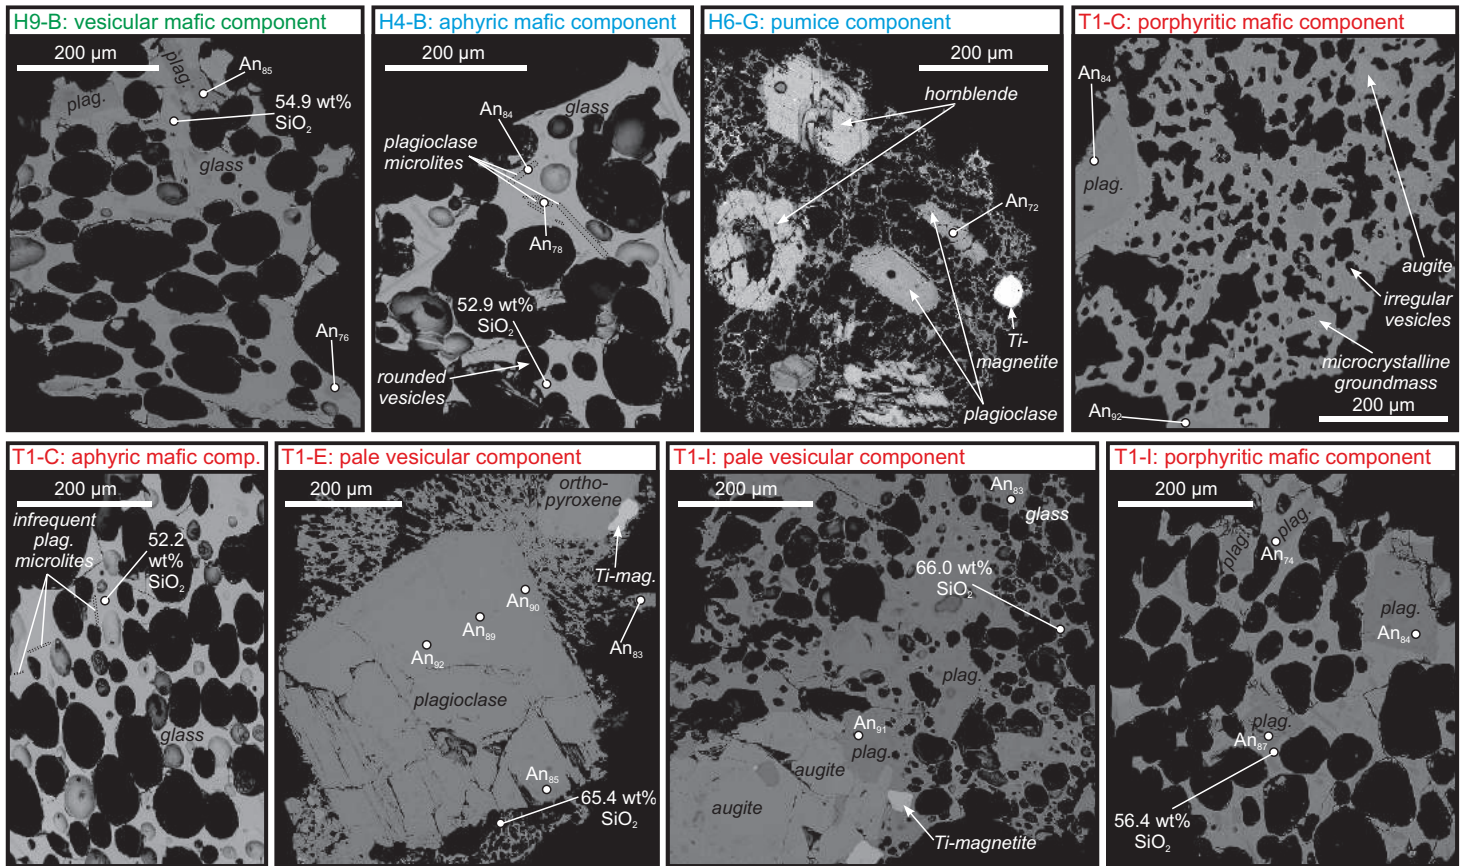 H9-B: vesicular mafic component
200 µm
plag.
plag.
An85
54.9 wt%
SiO2
glass
An76
H4-B: aphyric mafic component
200 µm
An84
glass
plagioclase
microlites
An78
52.9 wt%
SiO2
rounded
vesicles
H6-G: pumice component
200 µm
hornblende
An72
Ti-
magnetite
plagioclase
T1-C: porphyritic mafic component
An84
plag.
augite
irregular
vesicles
microcrystalline
groundmass
An92
200 µm
T1-C: aphyric mafic comp.
200 µm
infrequent
plag.
microlites
52.2
wt%
SiO2
glass
T1-E: pale vesicular component
200 µm
ortho-
pyroxene
Ti-mag.
An90
An89
An92
An83
plagioclase
An85
65.4 wt%
SiO2
T1-I: pale vesicular component
200 µm
An83
glass
66.0 wt%
SiO2
plag.
An91
plag.
augite
augite
Ti-magnetite
T1-I: porphyritic mafic component
200 µm
plag.
plag.
An74
plag.
An84
plag.
An87
56.4 wt%
SiO2